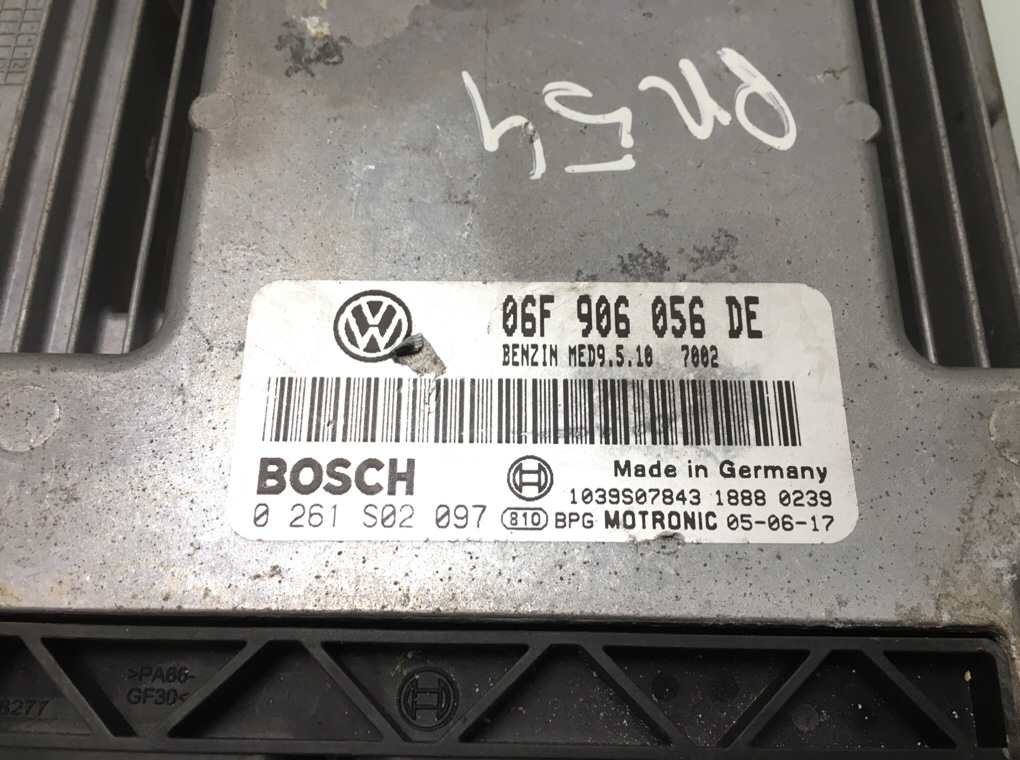 06F 906 056 DE
BENZIN MED9.5.10 7002
BOSCH
Made in Germany
1039S07843 1888 0239
0 261 S02 097 810 BPG MOTRONIC 05-06-17
>PA66-
GF30<
8277